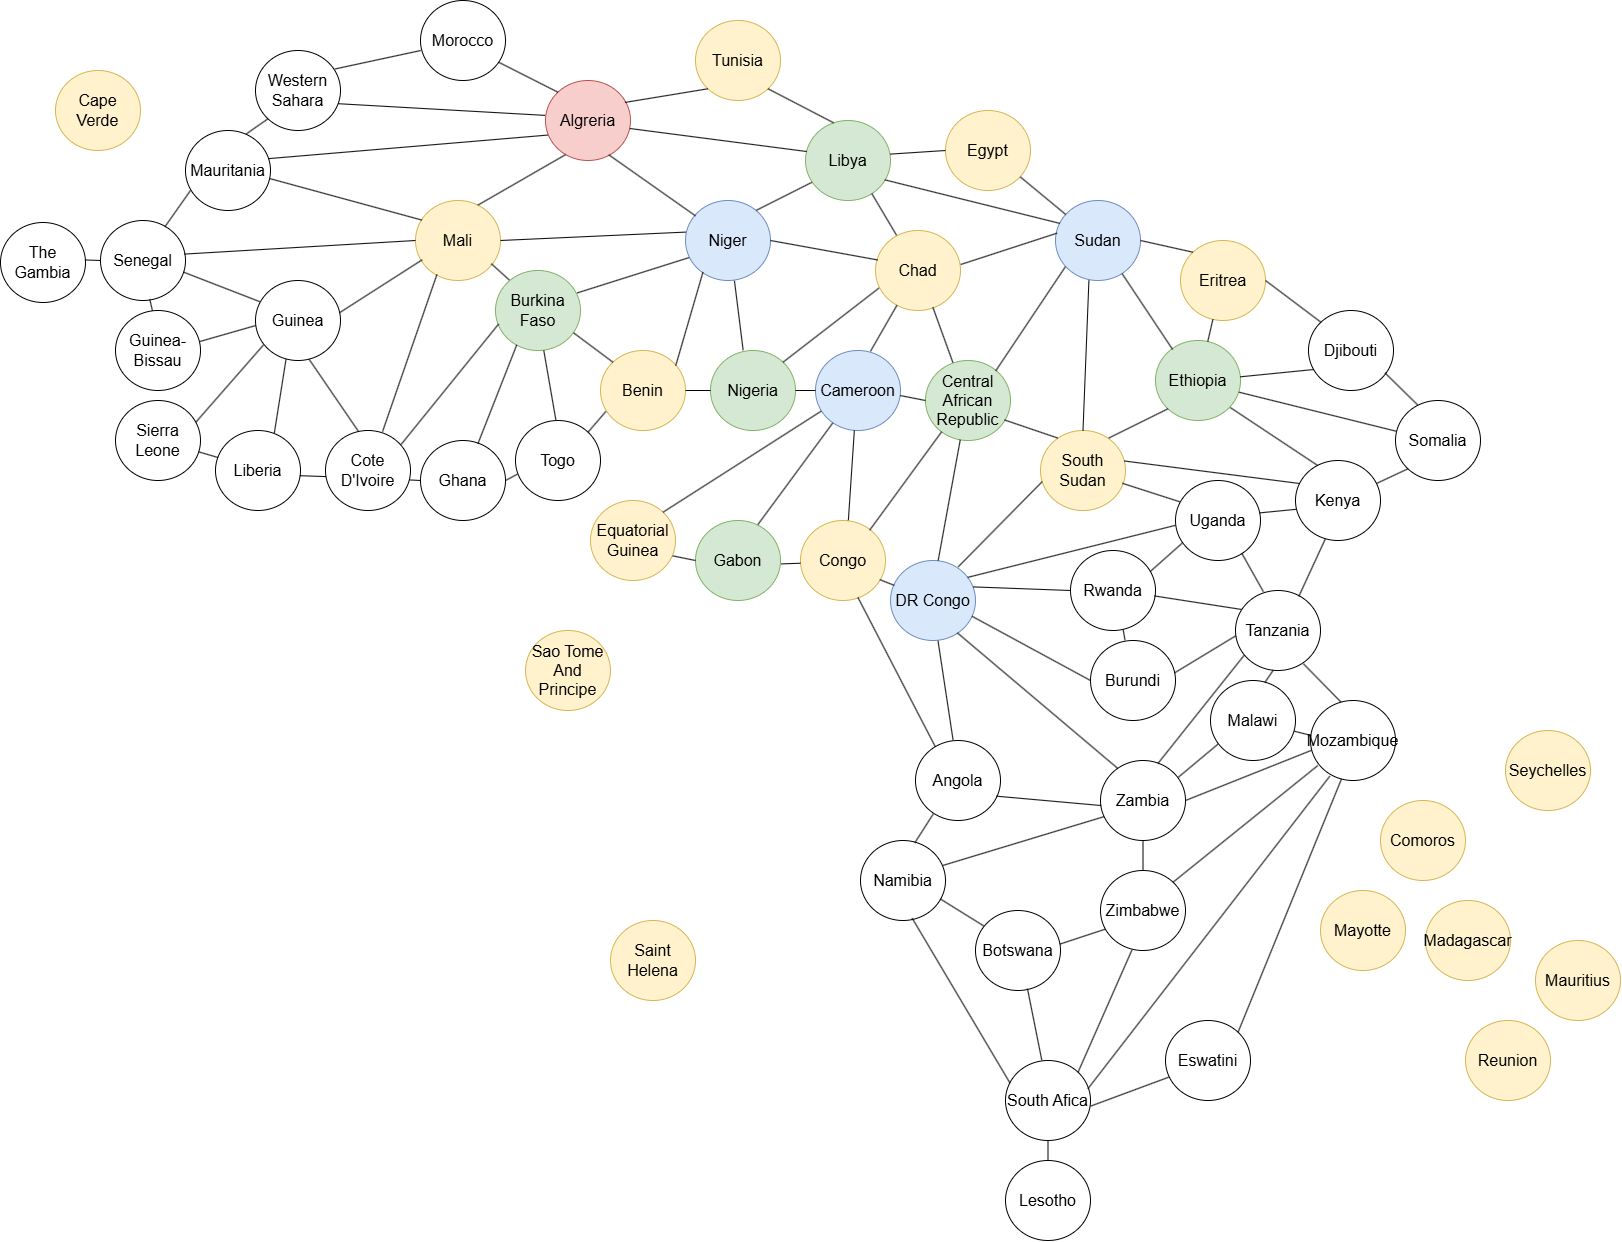 Morocco
Tunisia
Western
Sahara
Cape
Verde
Algreria
Egypt
Libya
Mauritania
Mali
Niger
Sudan
The
Gambia
Senegal
Chad
Eritrea
Burkina
Faso
Guinea
Guinea-
Bissau
Djibouti
Ethiopia
Benin
Nigeria
Cameroon
Central
African
Republic
Sierra
Leone
Somalia
Liberia
Cote
D'Ivoire
Ghana
Togo
South
Sudan
Kenya
Uganda
Equatorial
Guinea
Gabon
Congo
DR Congo
Rwanda
Tanzania
Sao Tome
And
Principe
Burundi
Malawi
Mozambique
Seychelles
Angola
Zambia
Comoros
Namibia
Zimbabwe
Mayotte
Madagascar
Botswana
Saint
Helena
Mauritius
Eswatini
Reunion
South Afica
Lesotho